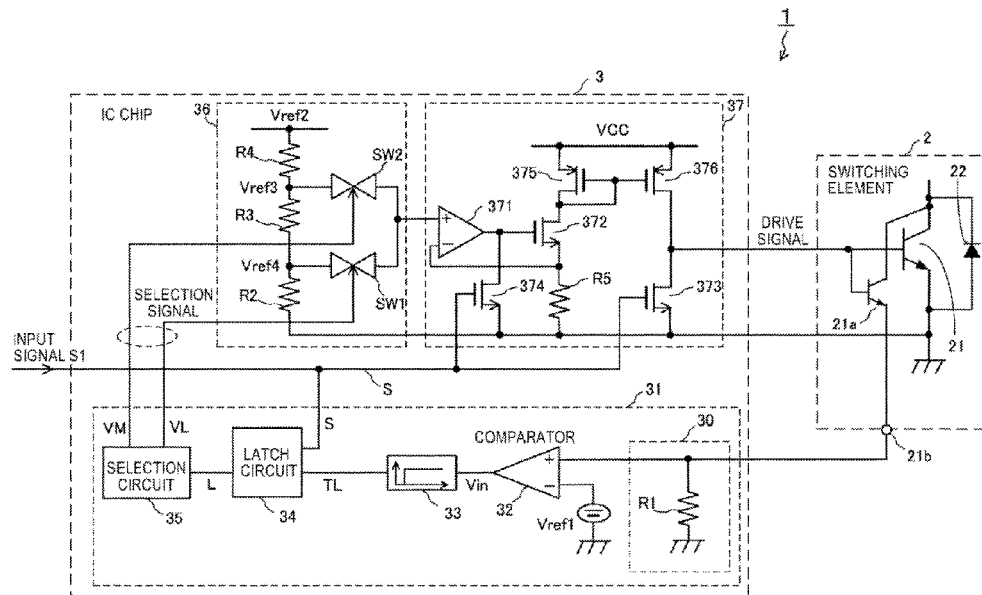 1
3
IC CHIP
36
Vref2
R4
SW2
Vref3
R3
Vref4
SW1
R2
SELECTION
SIGNAL
37
VCC
375
376
371
372
374
R5
373
DRIVE
SIGNAL
2
SWITCHING
ELEMENT
22
21a
21
21b
INPUT
SIGNAL S1
S
31
VM
VL
S
SELECTION
CIRCUIT
35
L
LATCH
CIRCUIT
34
TL
33
Vin
COMPARATOR
+
−
32
Vref1
30
R1